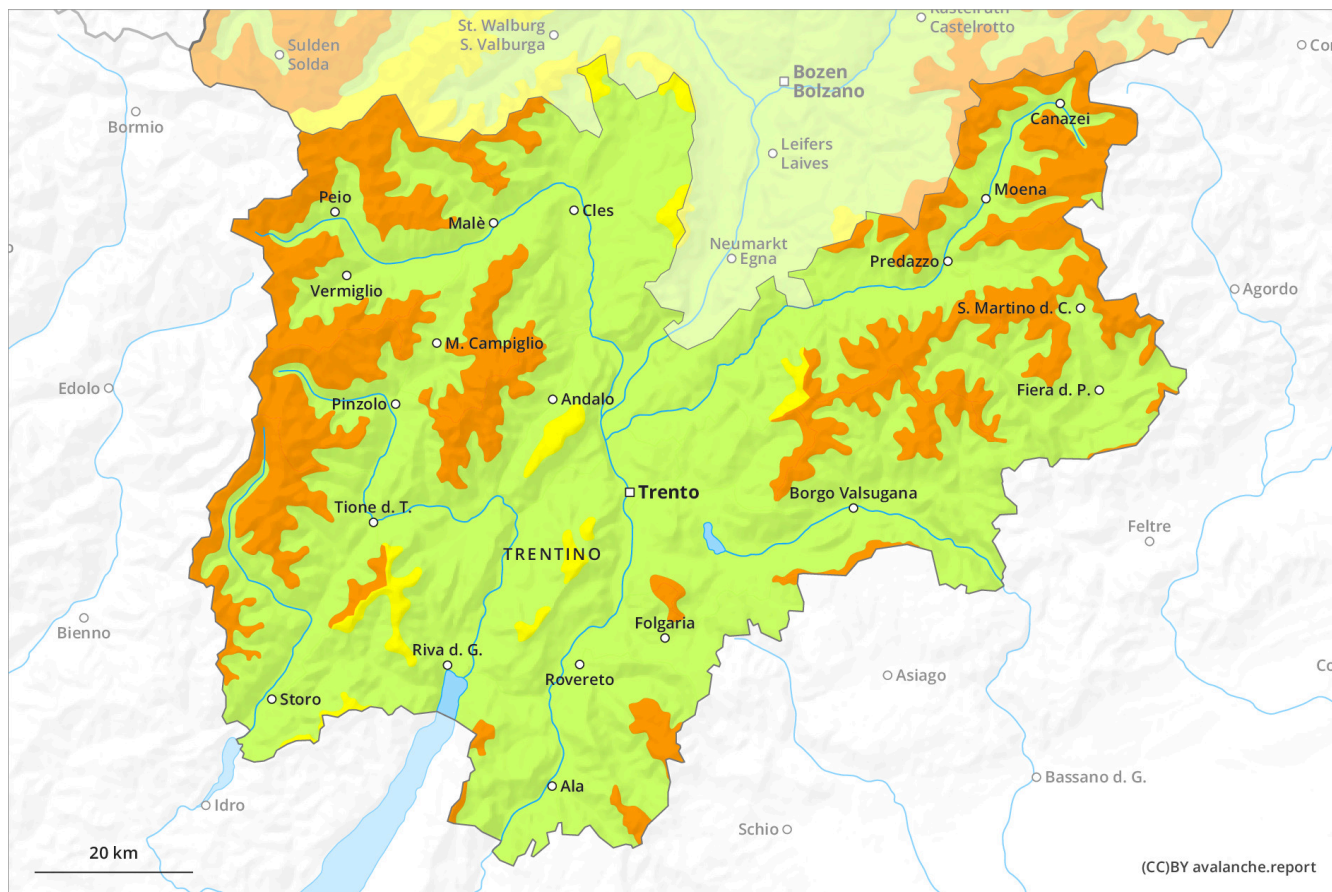 St. Walburg
S. Valburga
Kastelruth
Castelrotto
Sulden
Solda
Bozen
Bolzano
Bormio
Canazei
Leifers
Laives
Moena
Peio
Malè
Cles
Neumarkt
Egna
Predazzo
Vermiglio
Agordo
S. Martino d. C.
M. Campiglio
Edolo
Pinzolo
Andalo
Fiera d. P.
Trento
Borgo Valsugana
Tione d. T.
Feltre
TRENTINO
Bienno
Folgaria
Riva d. G.
Rovereto
Asiago
Storo
Ala
Bassano d. G.
Idro
Schio
20 km
(CC)BY avalanche.report